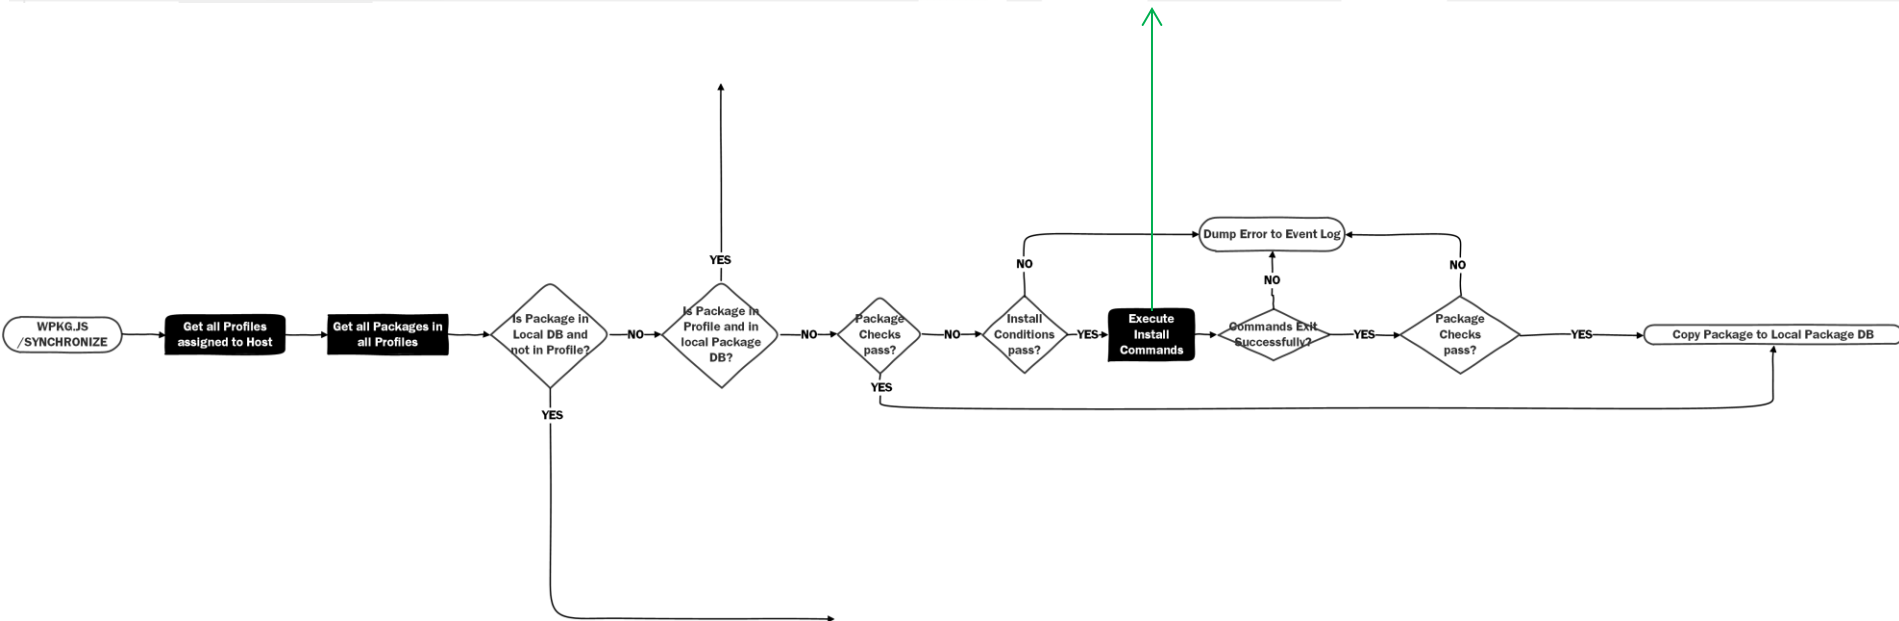 WPKG.JS
/SYNCHRONIZE
Get all Profiles
assigned to Host
Get all Packages in
all Profiles
Is Package in
Local DB and
not in Profile?
YES
NO
Is Package in
Profile and in
local Package
DB?
YES
NO
Package
Checks
pass?
YES
NO
Install
Conditions
pass?
NO
YES
Execute
Install
Commands
Commands Exit
Successfully?
NO
YES
Dump Error to Event Log
Package
Checks
pass?
NO
YES
Copy Package to Local Package DB